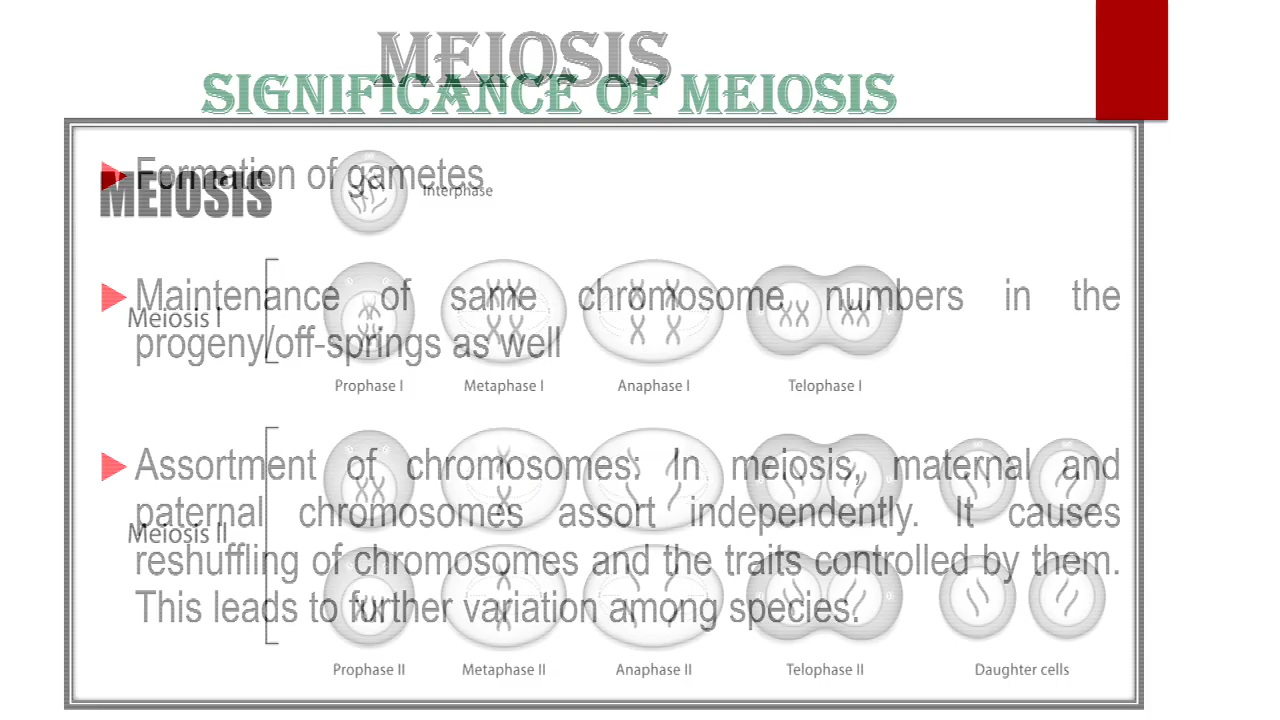 MEIOSIS
SIGNIFICANCE OF MEIOSIS
Formation of gametes
MEIOSIS
Interphase
Maintenance of same chromosome numbers in the
progeny/off-springs as well
Meiosis I
Prophase I Metaphase I Anaphase I Telophase I
Assortment of chromosomes: In meiosis, maternal and
paternal chromosomes assort independently. It causes
Meiosis II
reshuffling of chromosomes and the traits controlled by them.
This leads to further variation among species.
Prophase II Metaphase II Anaphase II Telophase II Daughter cells